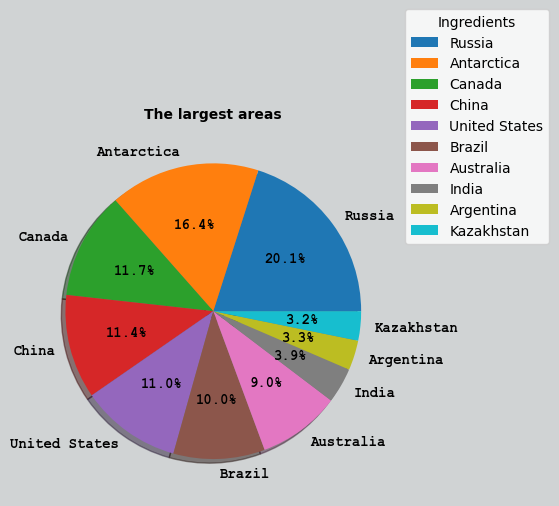 Ingredients
Russia
Antarctica
Canada
China
United States
Brazil
Australia
India
Argentina
Kazakhstan
The largest areas
Antarctica
Russia
Canada
China
United States
Brazil
Australia
India
Argentina
Kazakhstan
20.1%
16.4%
11.7%
11.4%
11.0%
10.0%
9.0%
3.9%
3.3%
3.2%